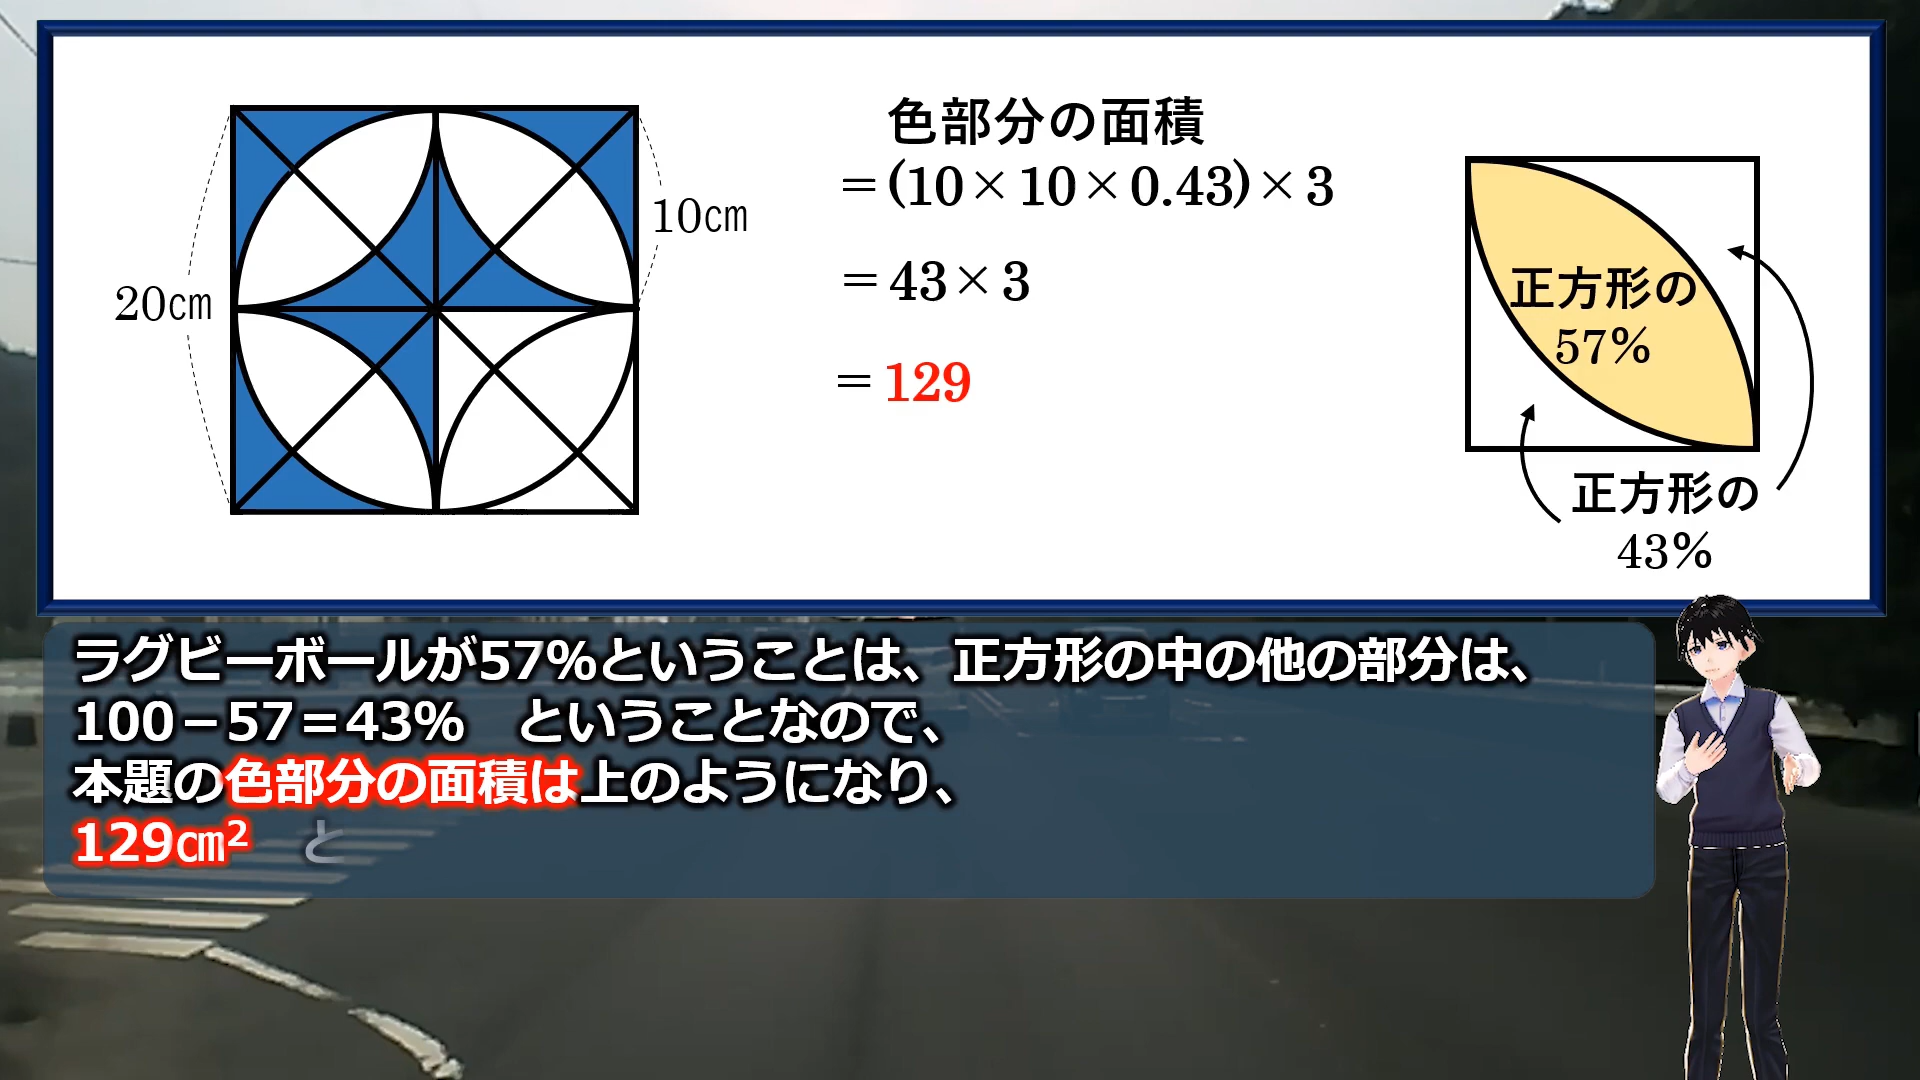 20㎝
10㎝
色部分の面積
＝(10×10×0.43)×3
＝43×3
＝129
正方形の
57%
正方形の
43%
ラグビーボールが57%ということは、正方形の中の他の部分は、
100－57＝43%　ということなので、
本題の色部分の面積は上のようになり、
129㎝²　と